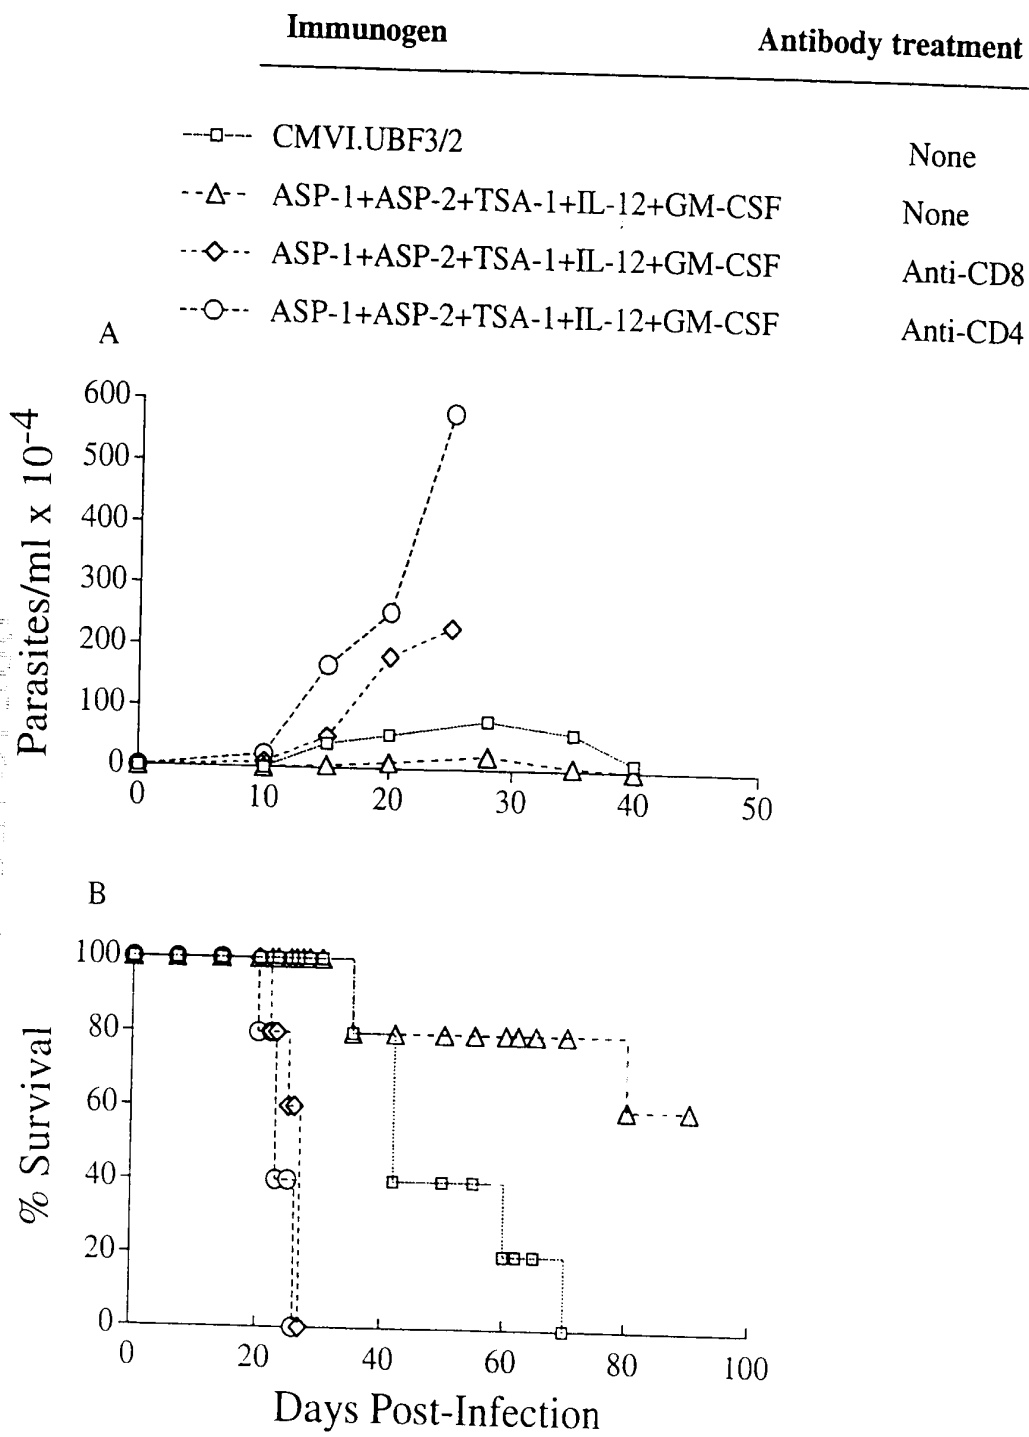 Immunogen Antibody treatment
CMVI.UBF3/2 None
ASP-1+ASP-2+TSA-1+IL-12+GM-CSF None
ASP-1+ASP-2+TSA-1+IL-12+GM-CSF Anti-CD8
ASP-1+ASP-2+TSA-1+IL-12+GM-CSF Anti-CD4
A
Parasites/ml x 10-4
600
500
400
300
200
100
0
0 10 20 30 40 50
B
% Survival
100
80
60
40
20
0
0 20 40 60 80 100
Days Post-Infection